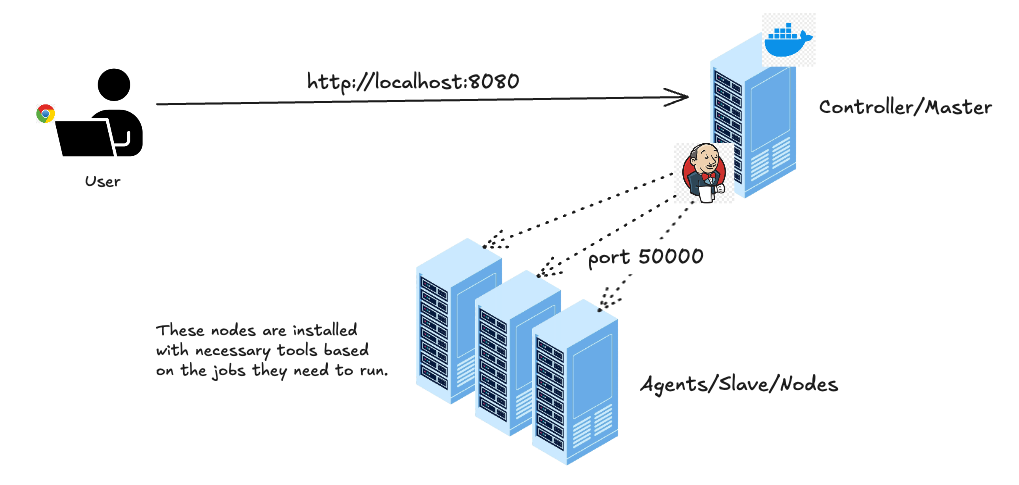 http://localhost:8080
Controller/Master
User
port 50000
These nodes are installed
with necessary tools based
on the jobs they need to run.
Agents/Slave/Nodes